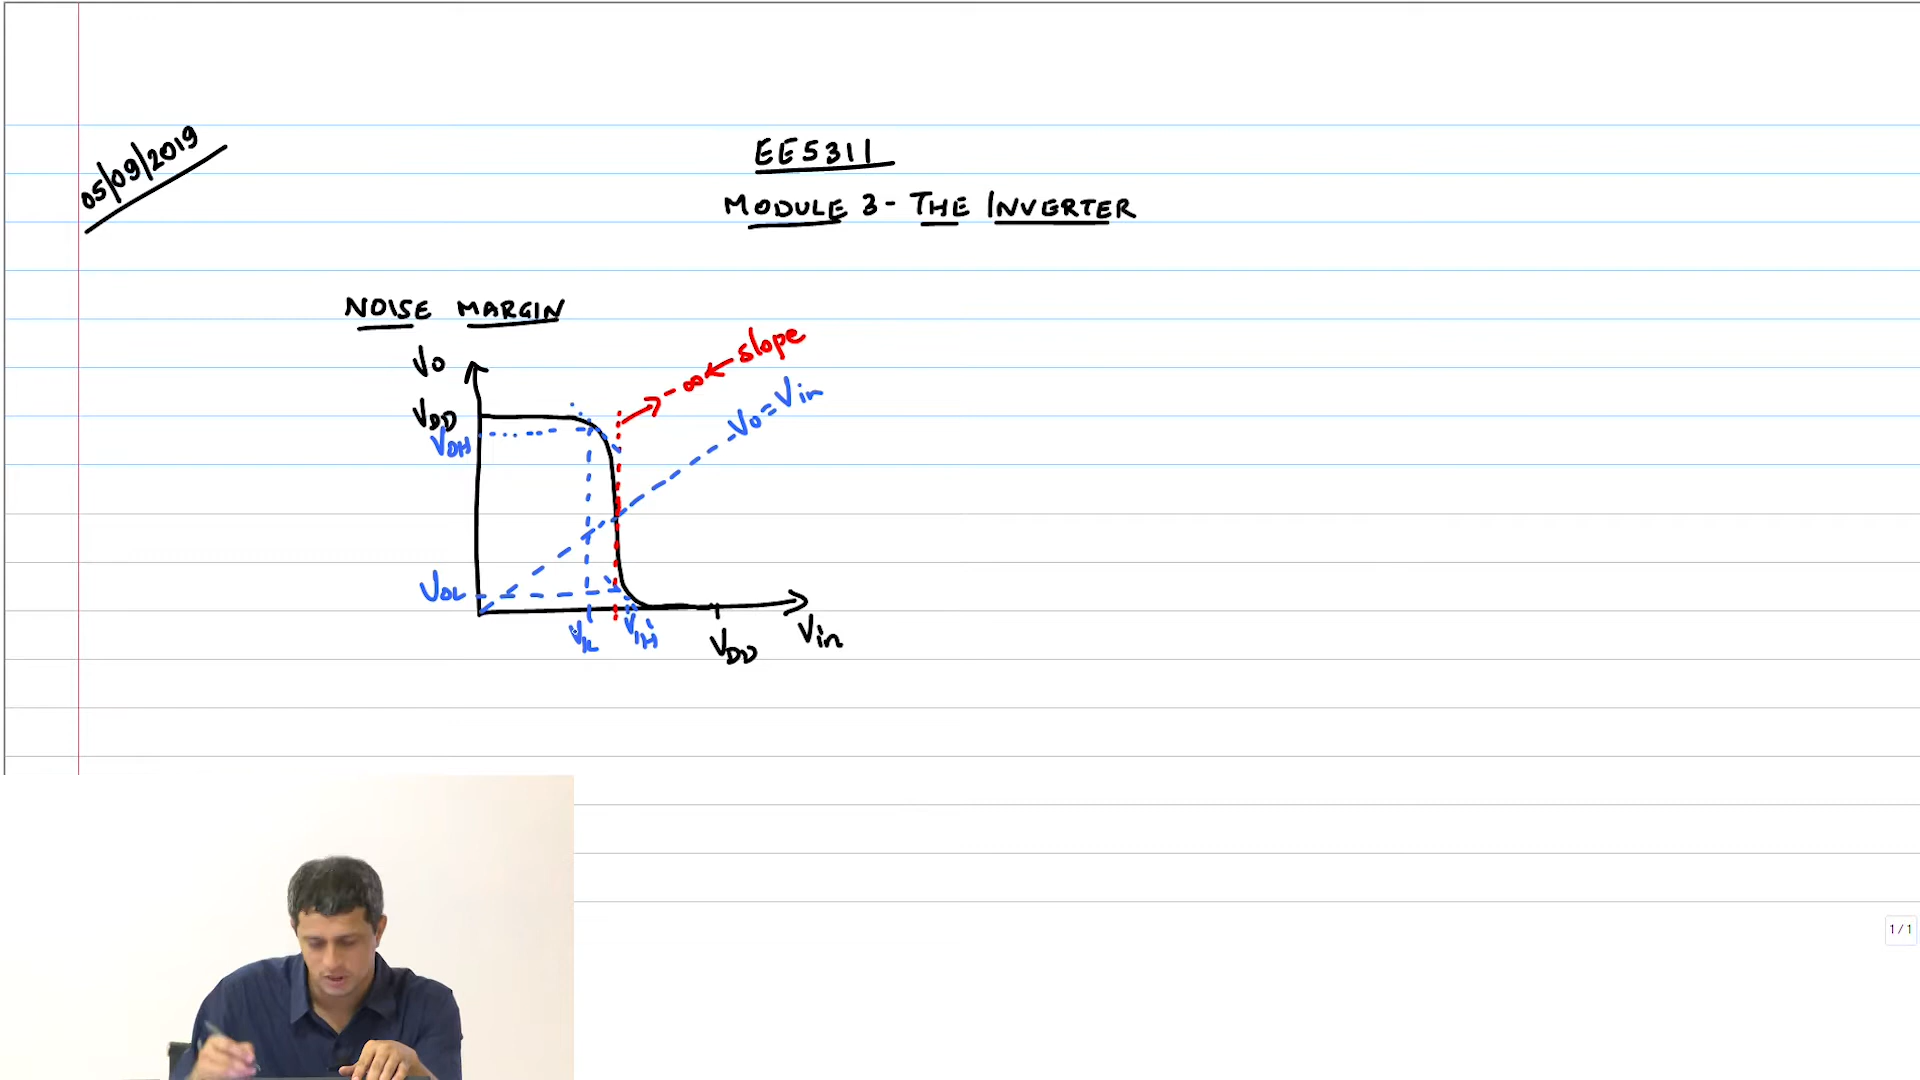 05/09/2019
EE5311
MODULE 3 - THE INVERTER
NOISE MARGIN
slope
- ∞
Vo
Vo = Vin
VDD
VOH
VOL
VIL
VIH
VDD
Vin
1 / 1